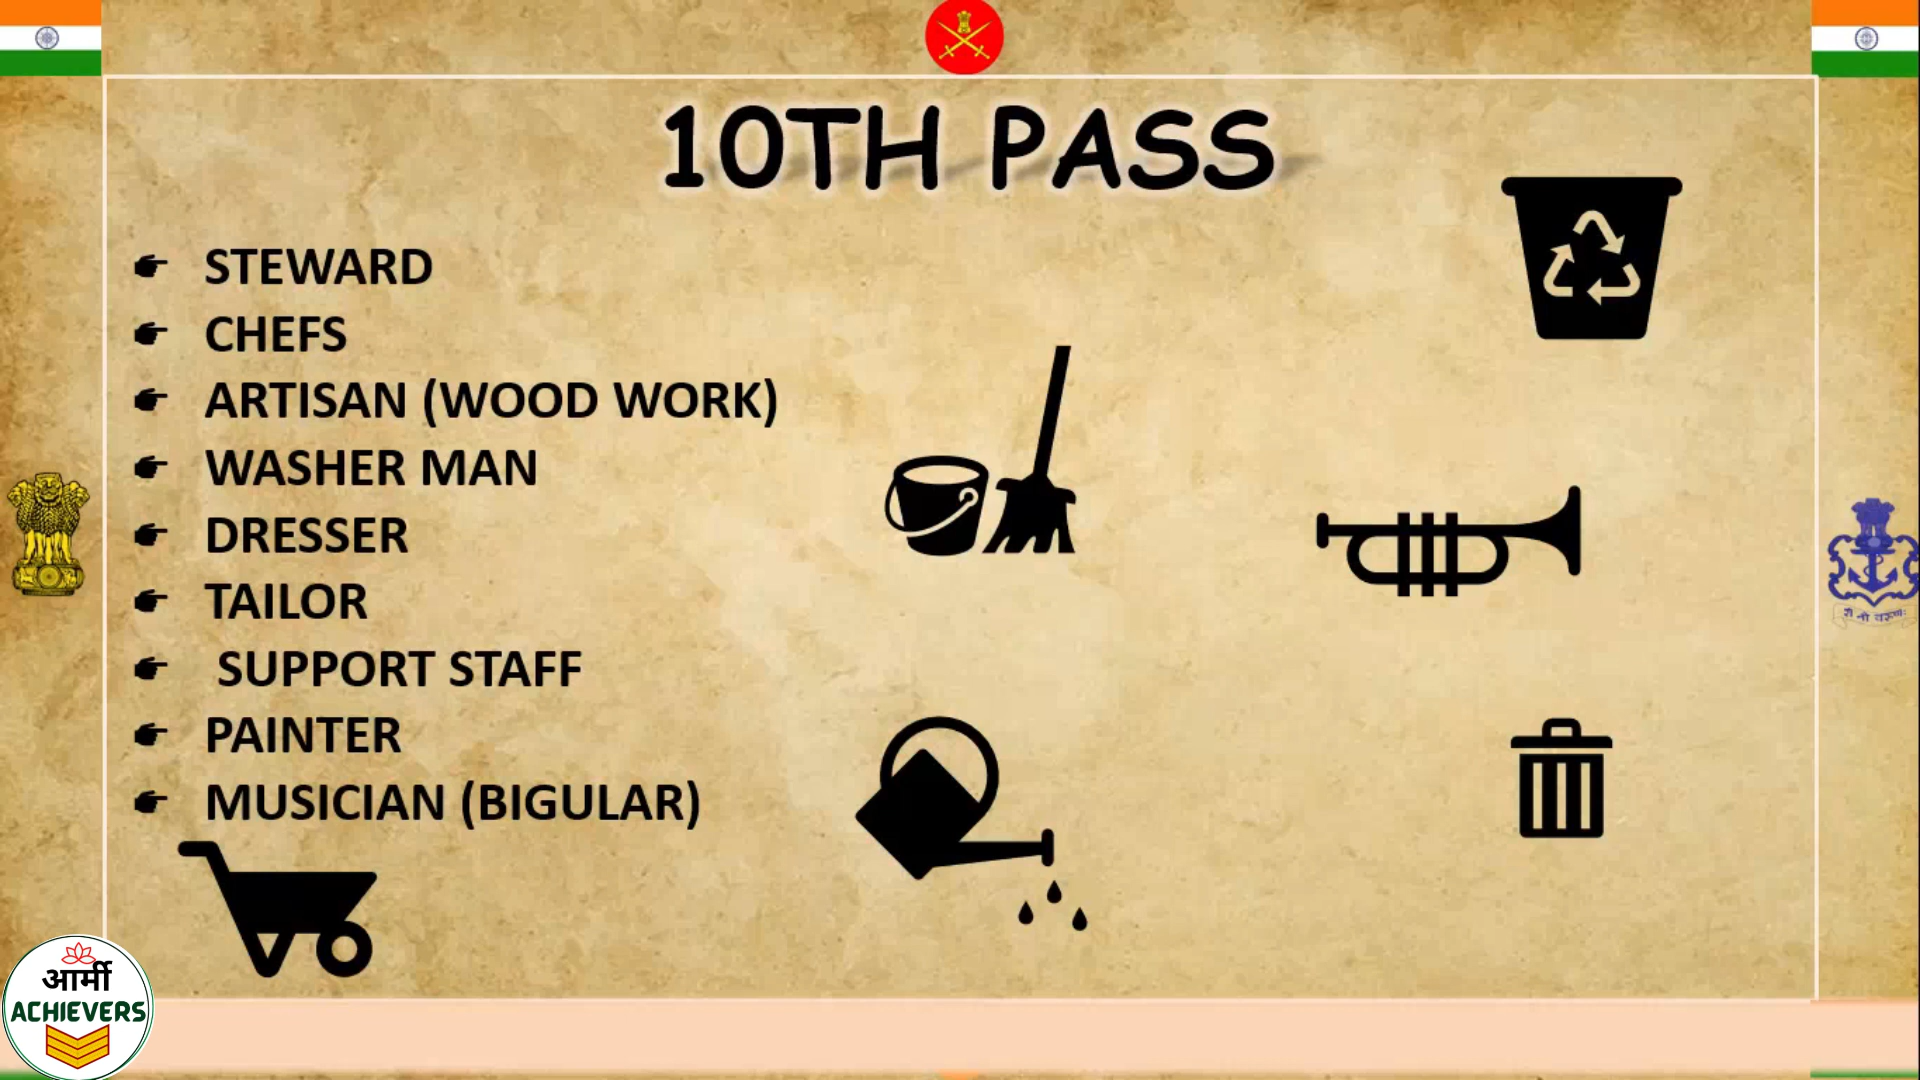 10TH PASS
STEWARD
CHEFS
ARTISAN (WOOD WORK)
WASHER MAN
DRESSER
TAILOR
SUPPORT STAFF
PAINTER
MUSICIAN (BIGULAR)
आर्मी
ACHIEVERS